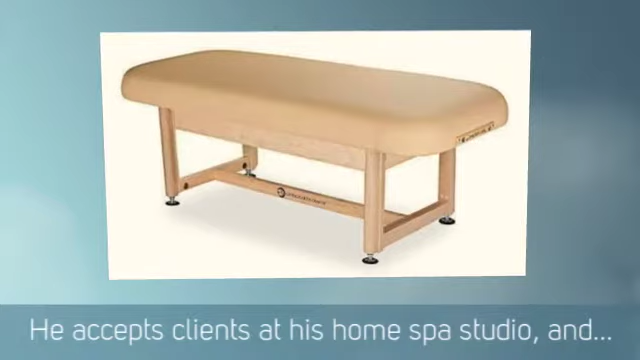 He accepts clients at his home spa studio, and...